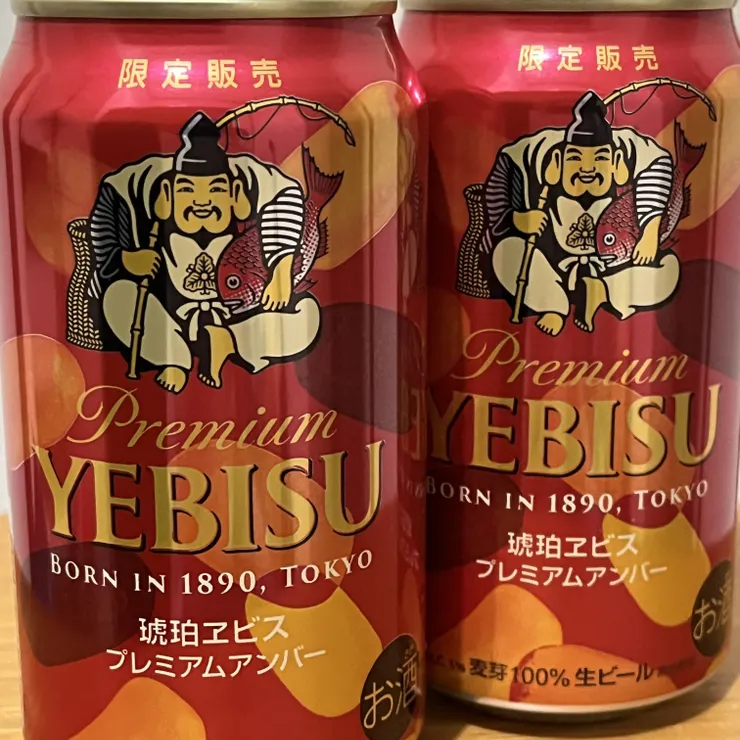 限定販売
Premium
YEBISU
BORN IN 1890, TOKYO
琥珀ヱビス
プレミアムアンバー
お酒
限定販売
Premium
YEBISU
BORN IN 1890, TOKYO
琥珀ヱビス
プレミアムアンバー
お酒
麦芽100% 生ビール